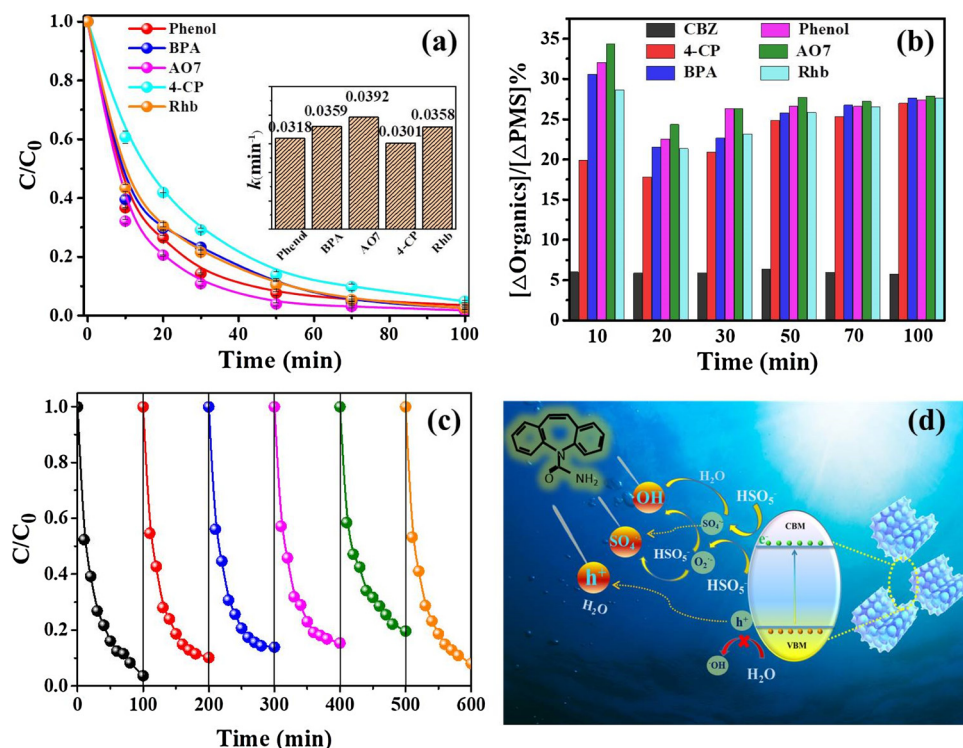 (a)
Phenol
BPA
AO7
4-CP
Rhb
C/C0
1.0
0.8
0.6
0.4
0.2
0.0
0 20 40 60 80 100
Time (min)
k(min⁻¹)
0.0318
0.0359
0.0392
0.0301
0.0358
Phenol
BPA
AO7
4-CP
Rhb
(b)
CBZ Phenol
4-CP AO7
BPA Rhb
[△Organics]/[△PMS]%
35
30
25
20
15
10
5
0
10 20 30 50 70 100
Time (min)
(c)
C/C0
1.0
0.8
0.6
0.4
0.2
0.0
0 100 200 300 400 500 600
Time (min)
(d)
N
O
NH2
·OH
H2O
HSO5-
SO4·-
SO4
HSO5-
O2·-
HSO5-
h+
H2O
CBM
e-
h+
VBM
·OH
H2O